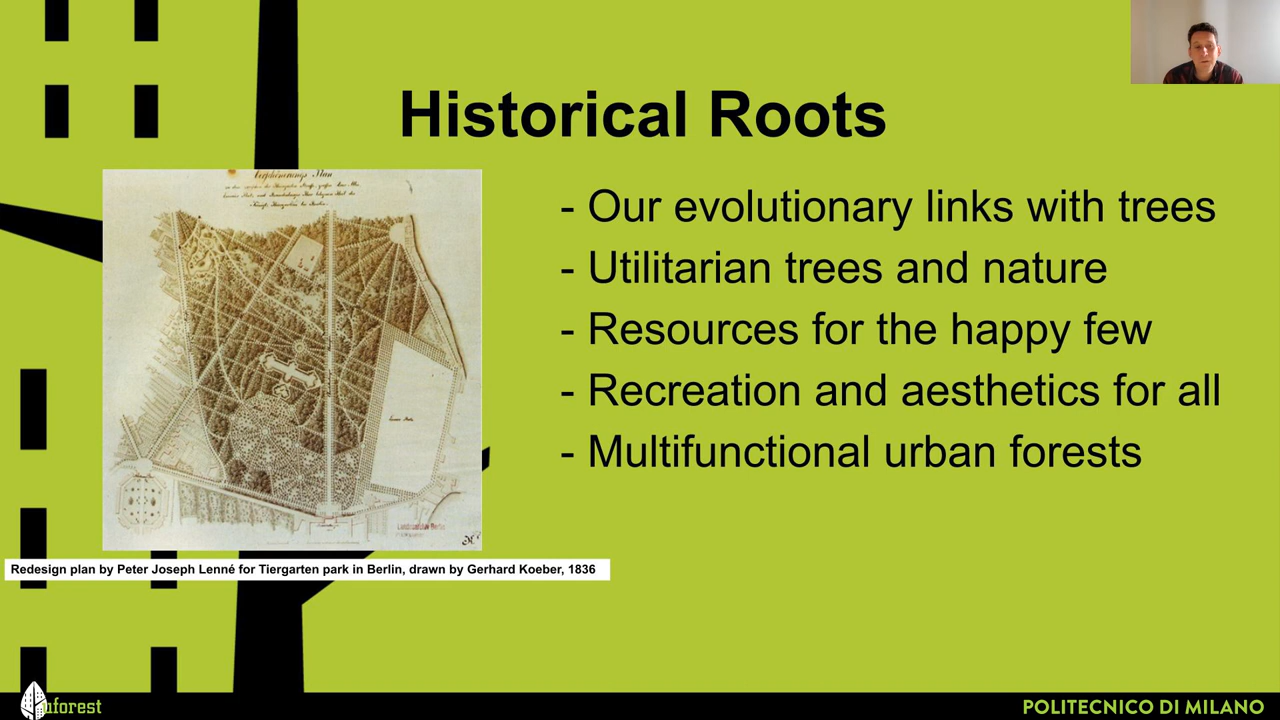 Historical Roots
- Our evolutionary links with trees
- Utilitarian trees and nature
- Resources for the happy few
- Recreation and aesthetics for all
- Multifunctional urban forests
Redesign plan by Peter Joseph Lenné for Tiergarten park in Berlin, drawn by Gerhard Koeber, 1836
uforest
POLITECNICO DI MILANO